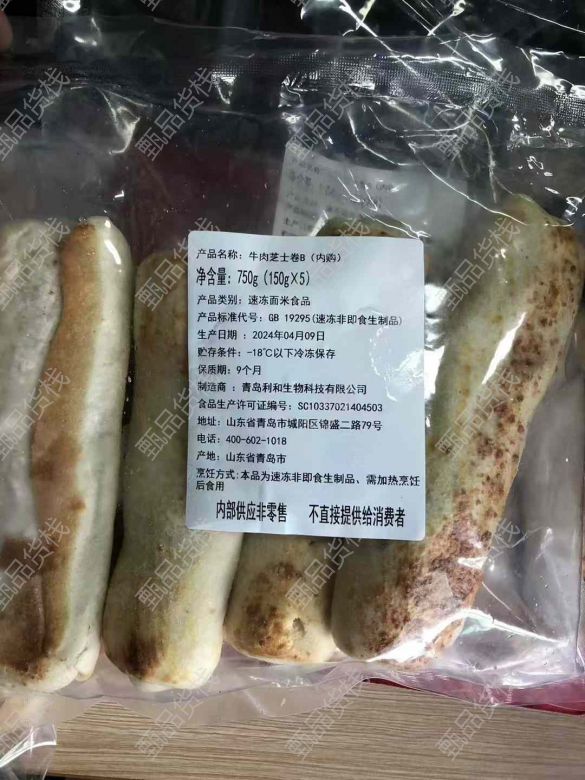 产品名称：牛肉芝士卷B（内购）
净含量：750g（150g×5）
产品类别：速冻面米食品
产品标准代号：GB 19295(速冻非即食生制品)
生产日期：2024年04月09日
贮存条件：-18℃以下冷冻保存
保质期：9个月
制造商：青岛利和生物科技有限公司
食品生产许可证编号：SC10337021404503
地址：山东省青岛市城阳区锦盛二路79号
电话：400-602-1018
产地：山东省青岛市
烹饪方式：本品为速冻非即食生制品、需加热烹饪
后食用
内部供应非零售 不直接提供给消费者
甄品货栈